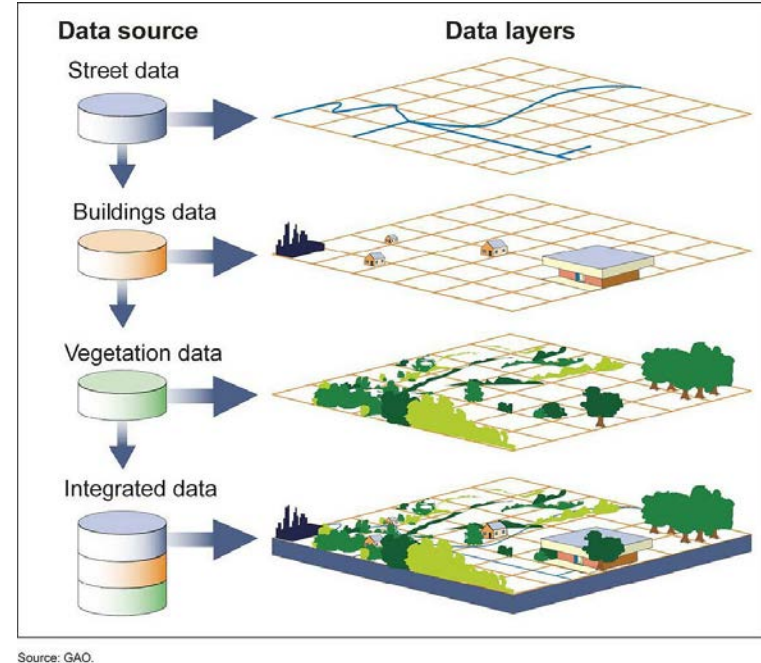 Data source
Data layers
Street data
Buildings data
Vegetation data
Integrated data
Source: GAO.